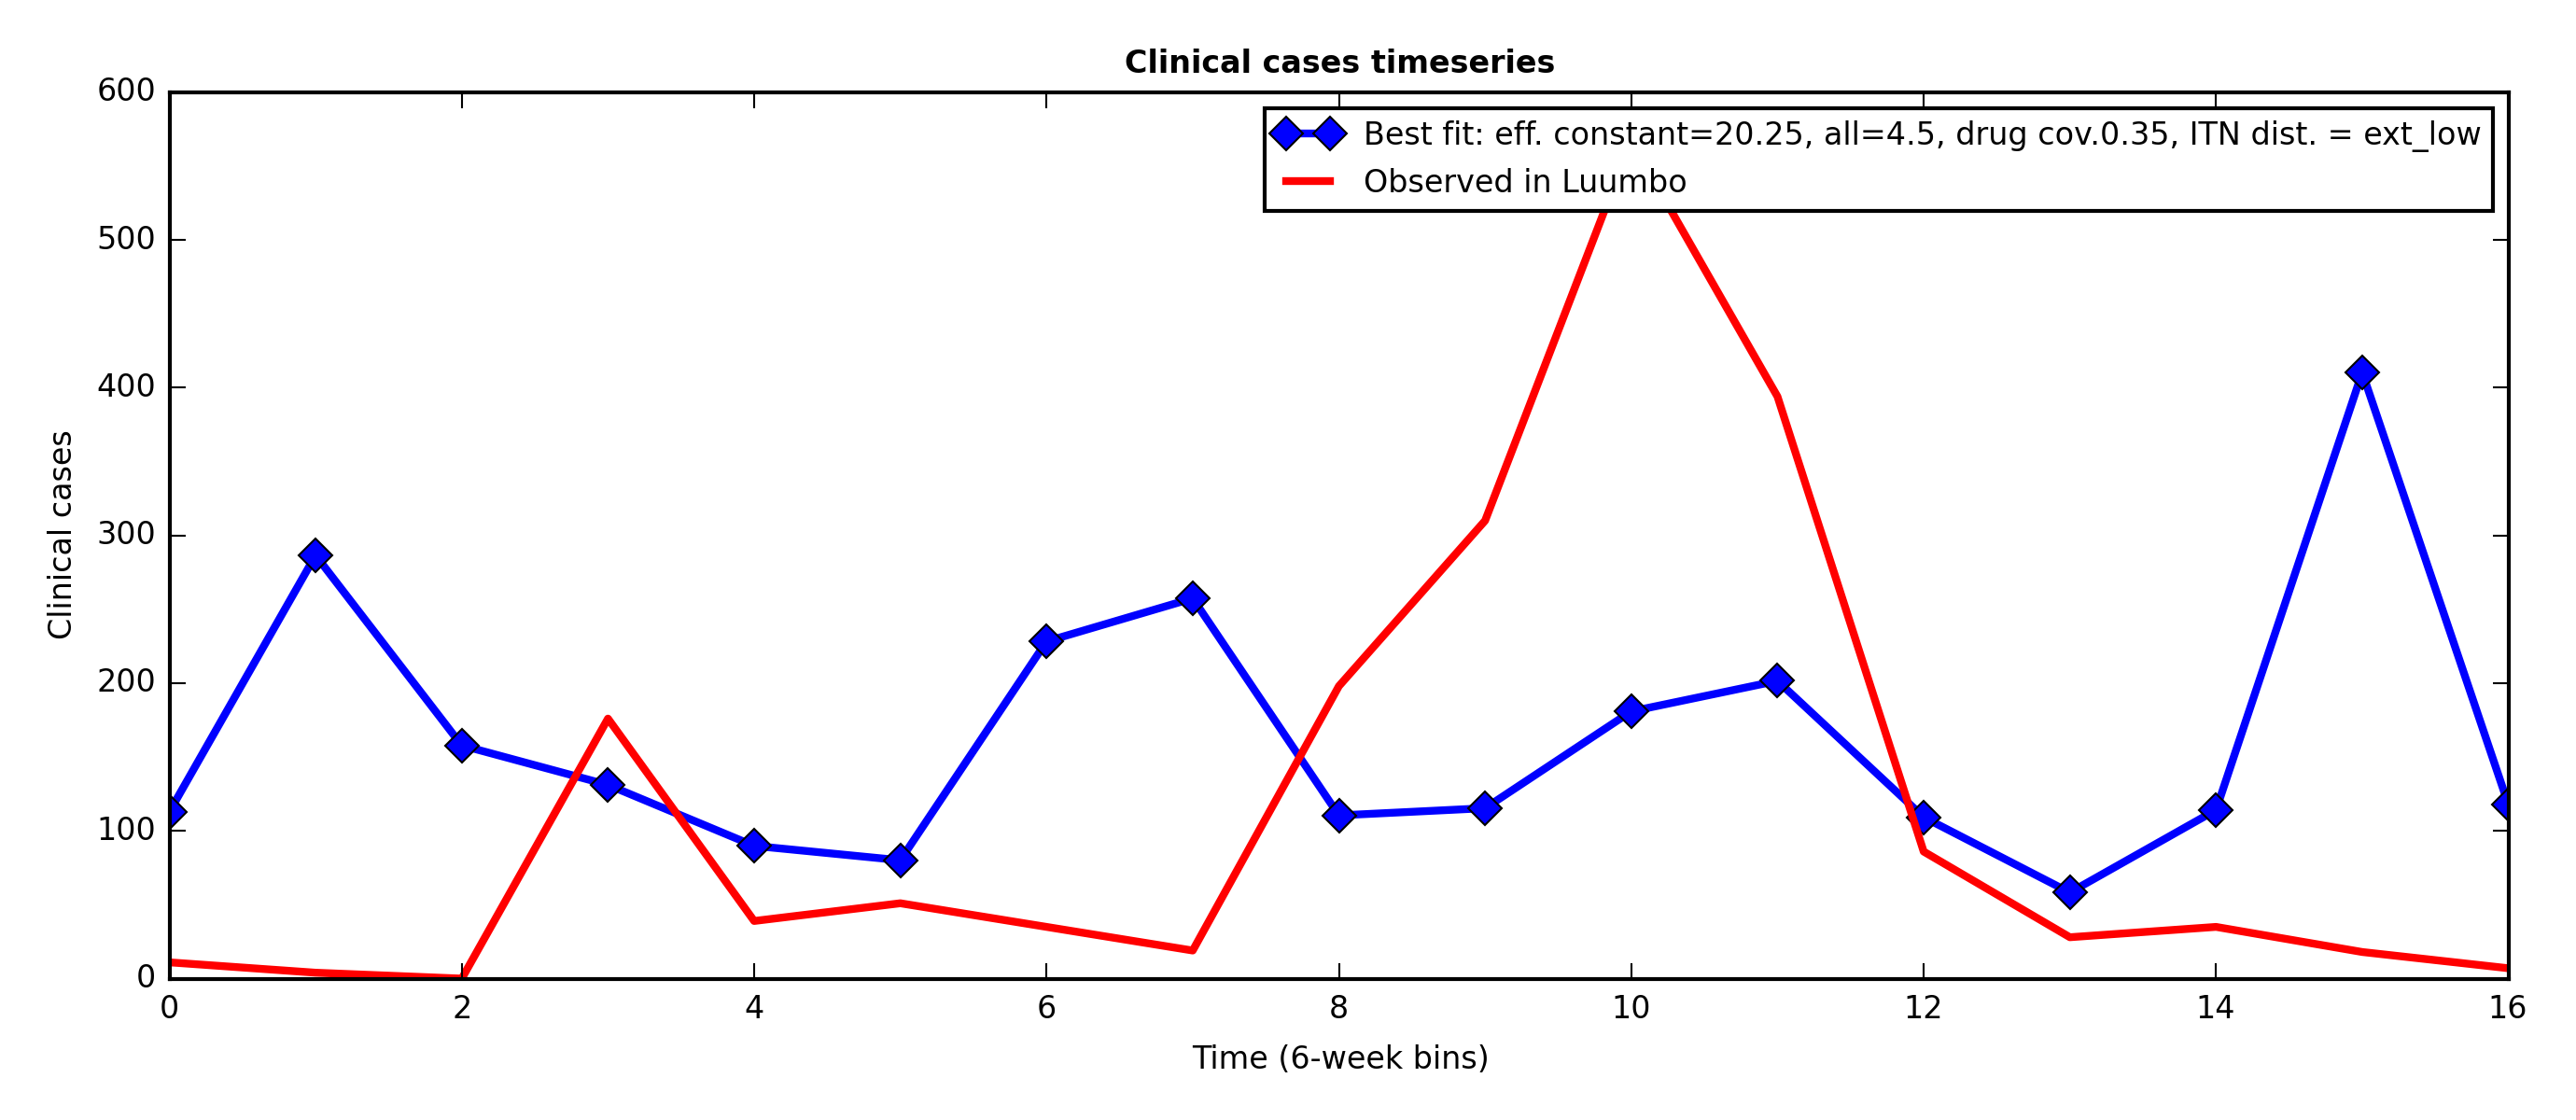 Clinical cases timeseries
600
500
400
300
200
100
0
Clinical cases
Best fit: eff. constant=20.25, all=4.5, drug cov.0.35, ITN dist. = ext_low
Observed in Luumbo
0 2 4 6 8 10 12 14 16
Time (6-week bins)